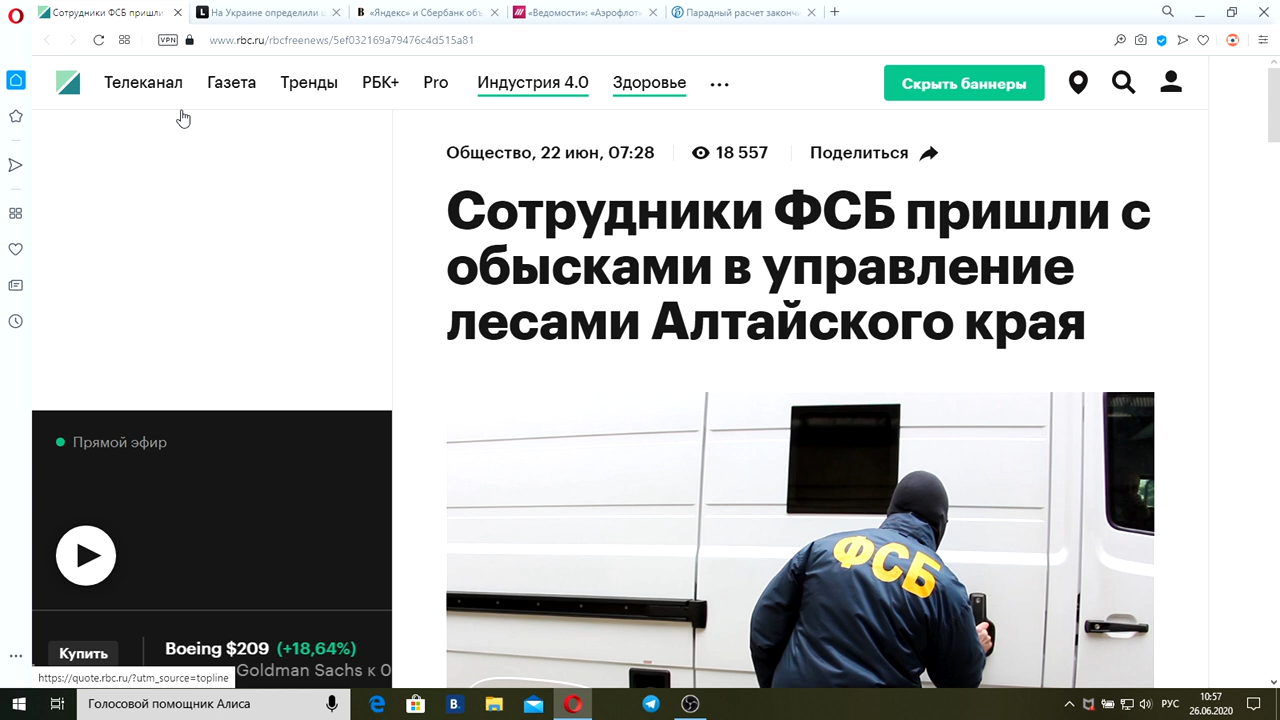 Сотрудники ФСБ пришли
На Украине определили ш
«Яндекс» и Сбербанк объ
«Ведомости»: «Аэрофлот»
Парадный расчет закончи
VPN
www.rbc.ru/rbcfreenews/5ef032169a79476c4d515a81
Телеканал
Газета
Тренды
РБК+
Pro
Индустрия 4.0
Здоровье
Скрыть баннеры
Общество, 22 июн, 07:28
18 557
Поделиться
Сотрудники ФСБ пришли с
обысками в управление
лесами Алтайского края
ФСБ
Прямой эфир
Купить
Boeing $209 (+18,64%)
Goldman Sachs к 0
https://quote.rbc.ru/?utm_source=topline
Голосовой помощник Алиса
B.
РУС
10:57
26.06.2020